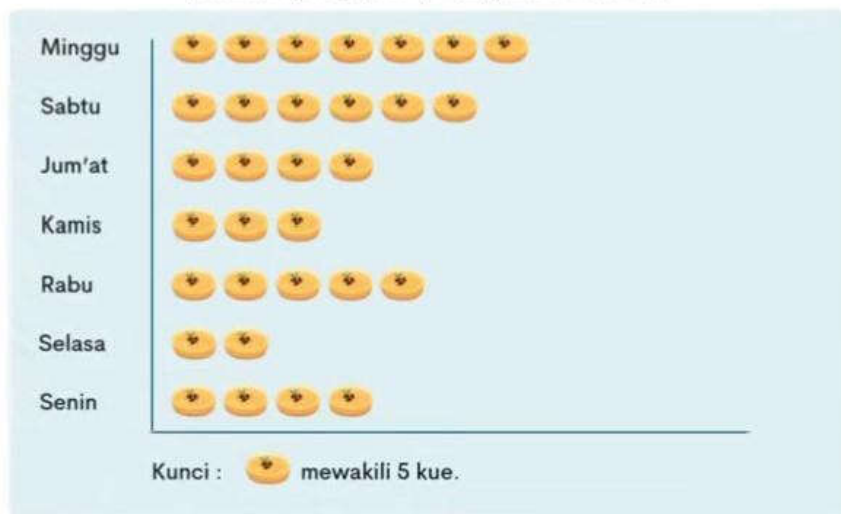 Minggu
Sabtu
Jum'at
Kamis
Rabu
Selasa
Senin
Kunci : mewakili 5 kue.